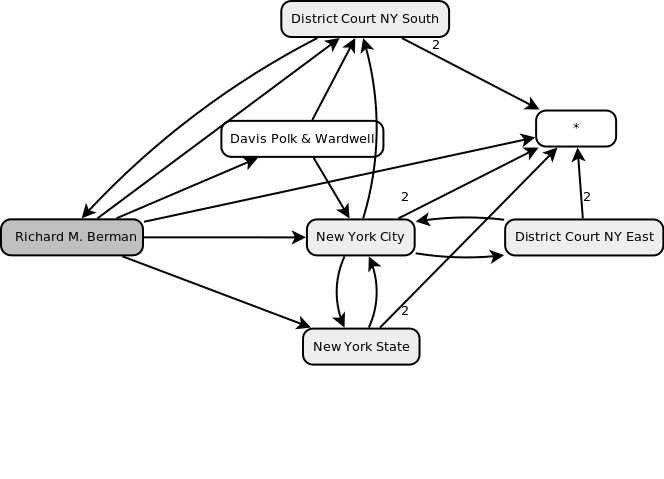 District Court NY South
2
*
Davis Polk & Wardwell
2
2
Richard M. Berman
New York City
District Court NY East
2
New York State